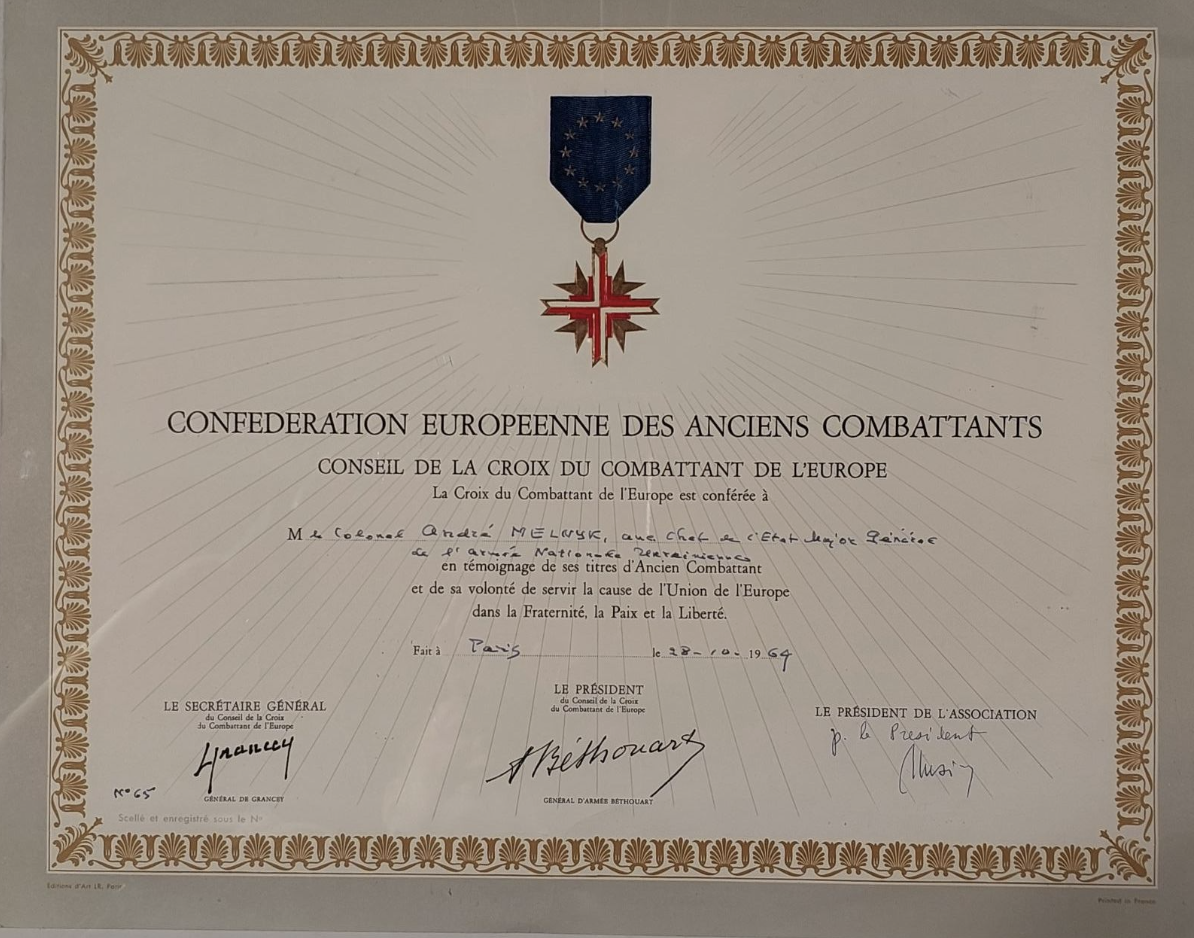 CONFEDERATION EUROPEENNE DES ANCIENS COMBATTANTS
CONSEIL DE LA CROIX DU COMBATTANT DE L'EUROPE
La Croix du Combattant de l'Europe est conférée à
M le Colonel André MELNYK, anc Chef de l'Etat Major Général
de l'armée Nationale Ukrainienne
en témoignage de ses titres d'Ancien Combattant
et de sa volonté de servir la cause de l'Union de l'Europe
dans la Fraternité, la Paix et la Liberté.
Fait à Paris le 28-10-1964
LE SECRÉTAIRE GÉNÉRAL
du Conseil de la Croix
du Combattant de l'Europe
Grancey
GÉNÉRAL DE GRANCEY
LE PRÉSIDENT
du Conseil de la Croix
du Combattant de l'Europe
ABéthouart
GÉNÉRAL D'ARMÉE BÉTHOUART
LE PRÉSIDENT DE L'ASSOCIATION
p. le President
N° 65
Scellé et enregistré sous le N°
Editions d'Art I.R. Paris
Printed in France